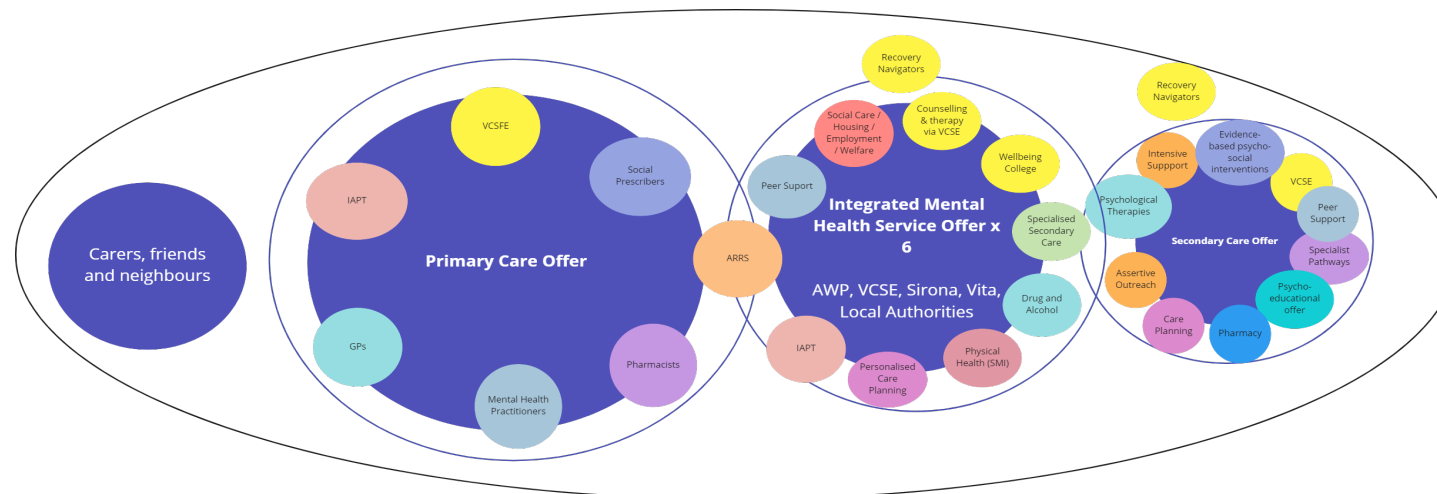 Carers, friends
and neighbours
Primary Care Offer
VCSFE
Social
Prescribers
IAPT
GPs
Mental Health
Practitioners
Pharmacists
ARRS
Integrated Mental
Health Service Offer x
6
AWP, VCSE, Sirona, Vita,
Local Authorities
Recovery
Navigators
Social Care /
Housing /
Employment
/ Welfare
Counselling
& therapy
via VCSE
Wellbeing
College
Peer Suport
Specialised
Secondary
Care
Drug and
Alcohol
Physical
Health (SMI)
Personalised
Care
Planning
IAPT
Secondary Care Offer
Recovery
Navigators
Intensive
Suppport
Evidence-
based psycho-
social
interventions
VCSE
Peer
Support
Psychological
Therapies
Specialist
Pathways
Assertive
Outreach
Psycho-
educational
offer
Care
Planning
Pharmacy